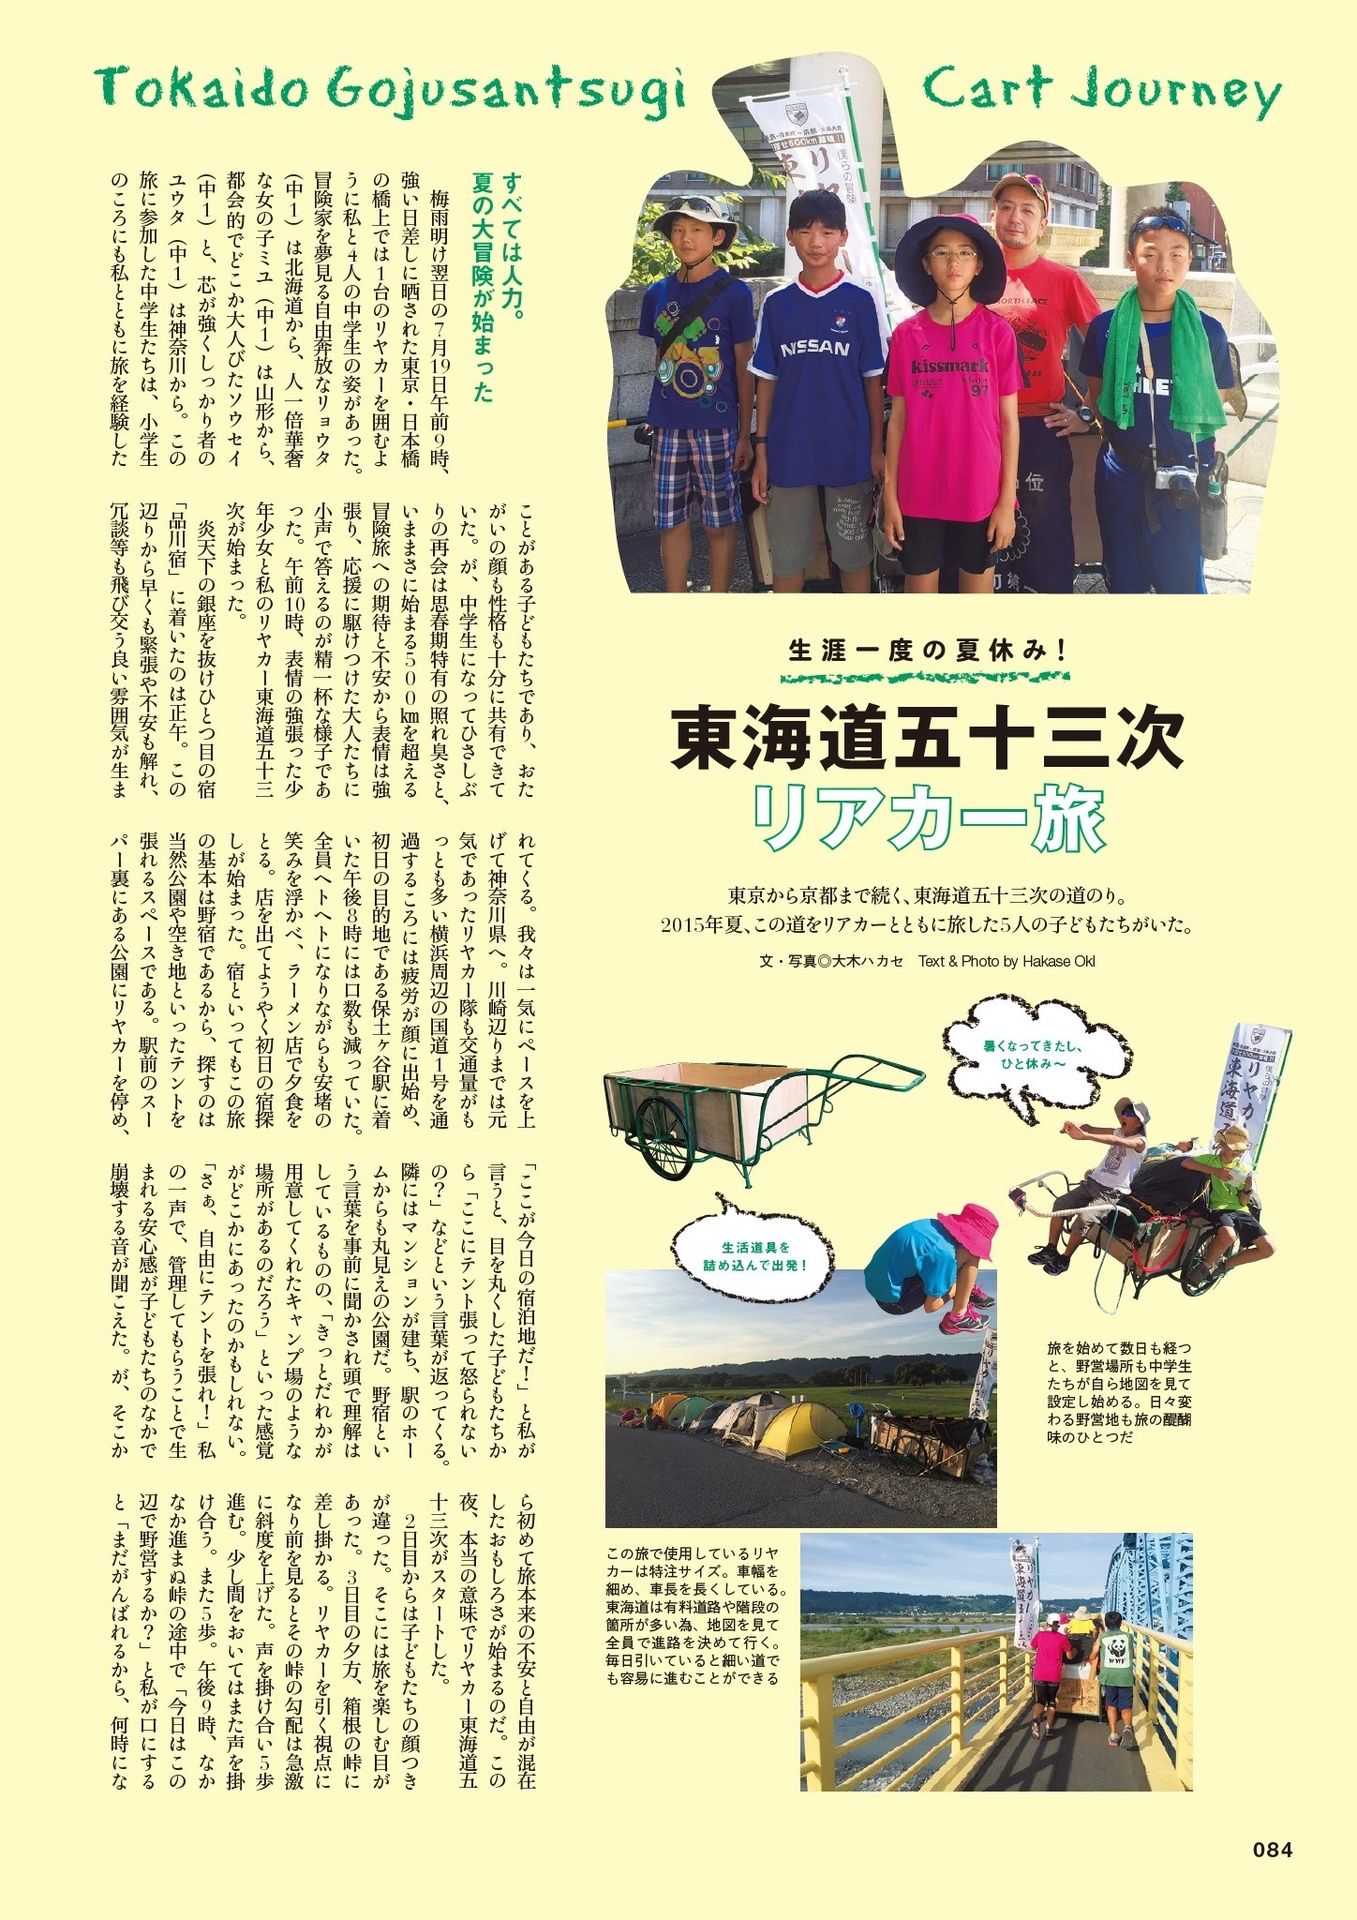 Tokaido Gojusantsugi Cart Journey
生涯一度の夏休み！
東海道五十三次
リアカー旅
東京から京都まで続く、東海道五十三次の道のり。
2015年夏、この道をリアカーとともに旅した5人の子どもたちがいた。
文・写真◎大木ハカセ Text & Photo by Hakase Oki
すべては人力。
夏の大冒険が始まった
梅雨明け翌日の7月19日午前9時、
強い日差しに晒された東京・日本橋
の橋上では1台のリヤカーを囲むよ
うに私と4人の中学生の姿があった。
冒険家を夢見る自由奔放なリョウタ
（中1）は北海道から、人一倍華奢
な女の子ミユ（中1）は山形から、
都会的でどこか大人びたソウセイ
（中1）と、芯が強くしっかり者の
ユウタ（中1）は神奈川から。この
旅に参加した中学生たちは、小学生
のころにも私とともに旅を経験した
ことがある子どもたちであり、おた
がいの顔も性格も十分に共有できて
いた。が、中学生になってひさしぶ
りの再会は思春期特有の照れ臭さと、
いままさに始まる500㎞を超える
冒険旅への期待と不安から表情は強
張り、応援に駆けつけた大人たちに
小声で答えるのが精一杯な様子であ
った。午前10時、表情の強張った少
年少女と私のリヤカー東海道五十三
次が始まった。
炎天下の銀座を抜けひとつ目の宿
「品川宿」に着いたのは正午。この
辺りから早くも緊張や不安も解れ、
冗談等も飛び交う良い雰囲気が生ま
れてくる。我々は一気にペースを上
げて神奈川県へ。川崎辺りまでは元
気であったリヤカー隊も交通量がも
っとも多い横浜周辺の国道1号を通
過するころには疲労が顔に出始め、
初日の目的地である保土ヶ谷駅に着
いた午後8時には口数も減っていた。
全員ヘトヘトになりながらも安堵の
笑みを浮かべ、ラーメン店で夕食を
とる。店を出てようやく初日の宿探
しが始まった。宿といってもこの旅
の基本は野宿であるから、探すのは
当然公園や空き地といったテントを
張れるスペースである。駅前のスー
パー裏にある公園にリヤカーを停め、
「ここが今日の宿泊地だ！」と私が
言うと、目を丸くした子どもたちか
ら「ここにテント張って怒られない
の？」などという言葉が返ってくる。
隣にはマンションが建ち、駅のホー
ムからも丸見えの公園だ。野宿とい
う言葉を事前に聞かされ頭で理解は
しているものの、「きっとだれかが
用意してくれたキャンプ場のような
場所があるのだろう」といった感覚
がどこかにあったのかもしれない。
「さぁ、自由にテントを張れ！」私
の一声で、管理してもらうことで生
まれる安心感が子どもたちのなかで
崩壊する音が聞こえた。が、そこか
ら初めて旅本来の不安と自由が混在
したおもしろさが始まるのだ。この
夜、本当の意味でリヤカー東海道五
十三次がスタートした。
2日目からは子どもたちの顔つき
が違った。そこには旅を楽しむ目が
あった。3日目の夕方、箱根の峠に
差し掛かる。リヤカーを引く視点に
なり前を見るとその峠の勾配は急激
に斜度を上げた。声を掛け合い5歩
進む。少し間をおいてはまた声を掛
け合う。また5歩。午後9時、なか
なか進まぬ峠の途中で「今日はこの
辺で野営するか？」と私が口にする
と「まだがんばれるから、何時にな
暑くなってきたし、
ひと休み〜
生活道具を
詰め込んで出発！
旅を始めて数日も経つ
と、野営場所も中学生
たちが自ら地図を見て
設定し始める。日々変
わる野営地も旅の醍醐
味のひとつだ
この旅で使用しているリヤ
カーは特注サイズ。車幅を
細め、車長を長くしている。
東海道は有料道路や階段の
箇所が多い為、地図を見て
全員で進路を決めて行く。
毎日引いていると細い道で
も容易に進むことができる
NISSAN
kissmark
97
僕らの冒険
WWF
084